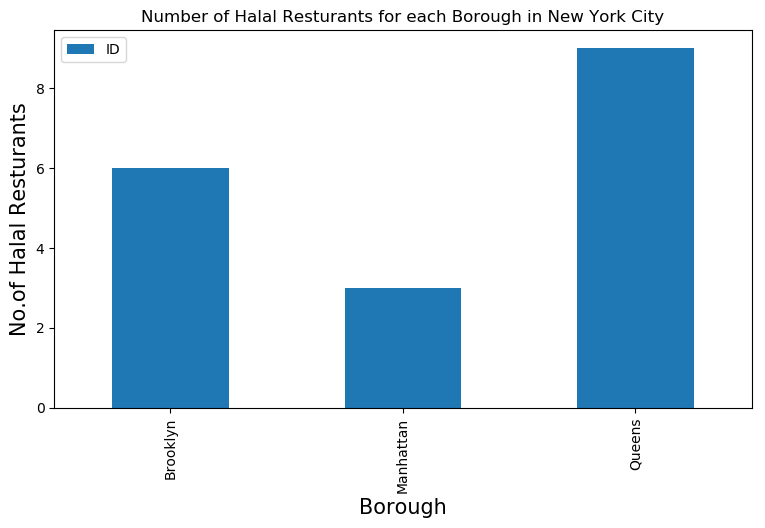 Number of Halal Resturants for each Borough in New York City
ID
8
6
4
2
0
No.of Halal Resturants
Brooklyn
Manhattan
Queens
Borough